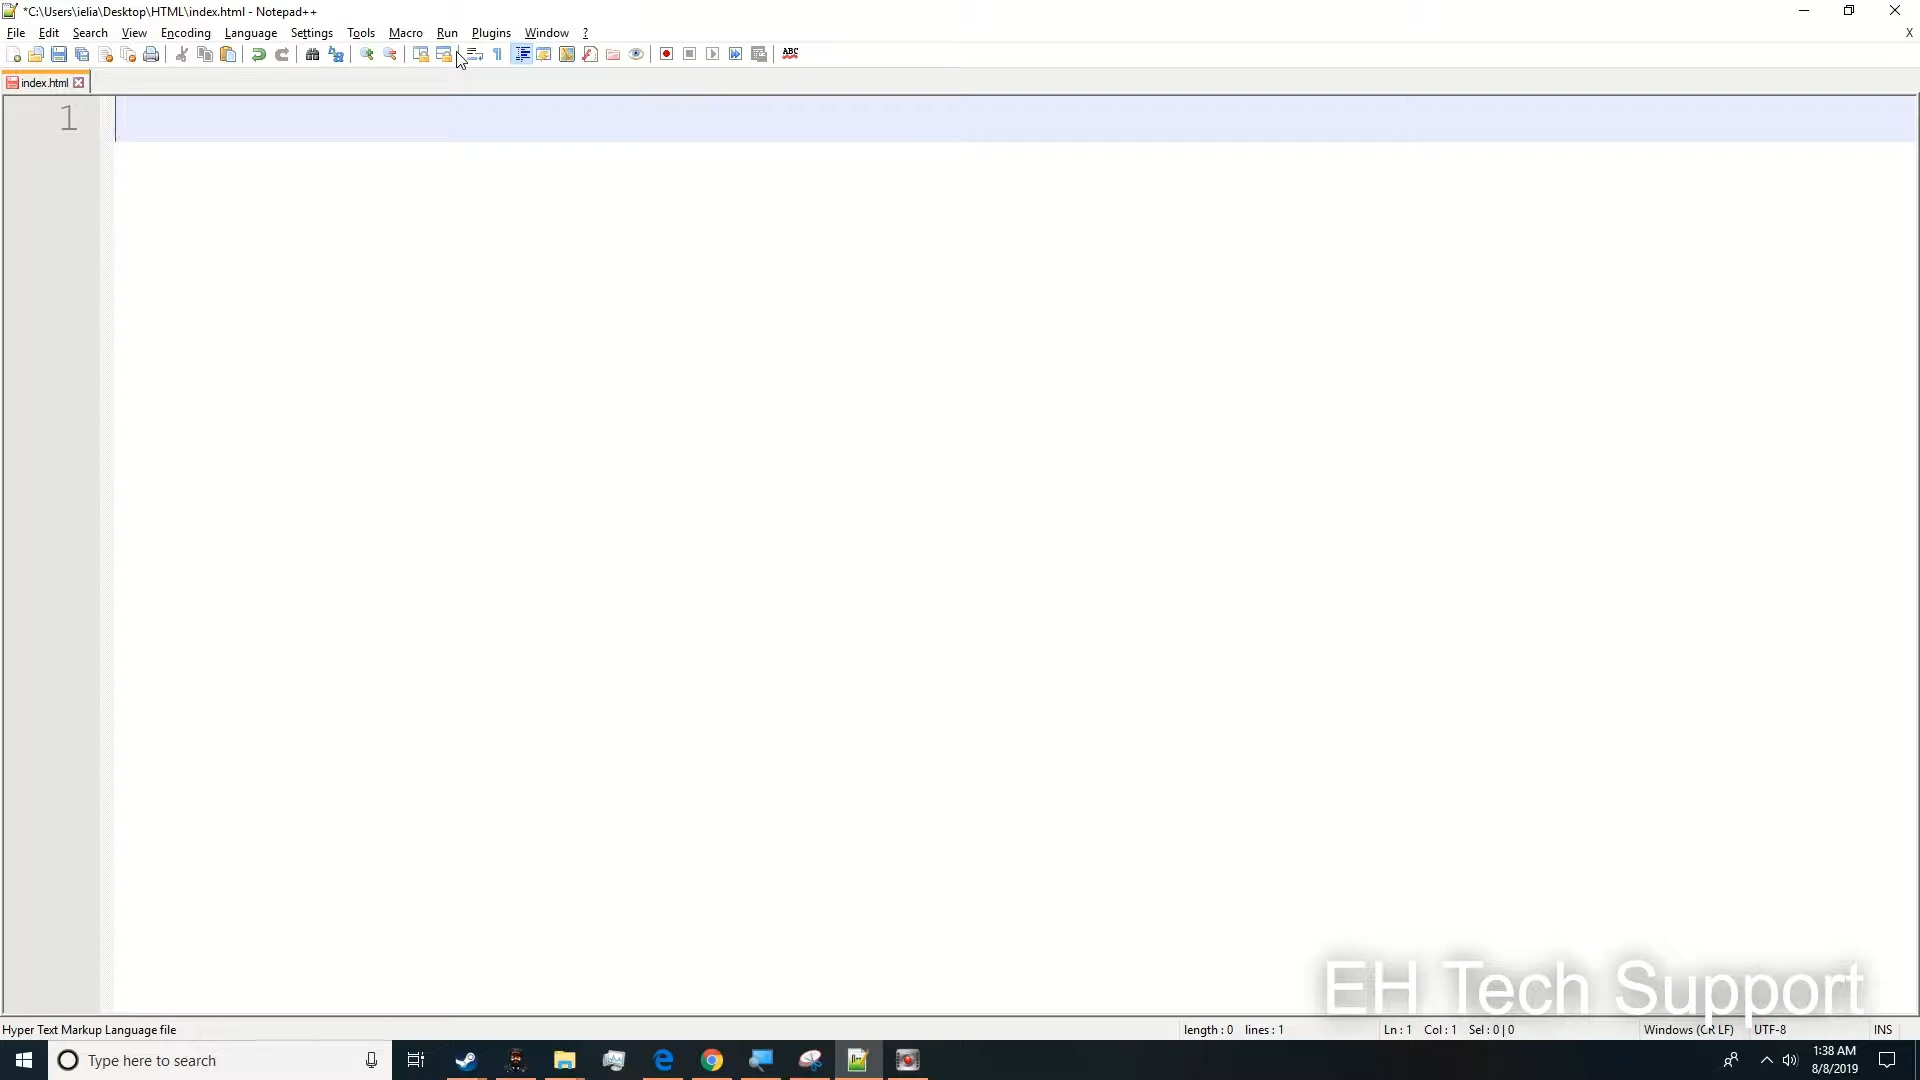 *C:\Users\ielia\Desktop\HTML\index.html - Notepad++
File Edit Search View Encoding Language Settings Tools Macro Run Plugins Window ? X
ABC
index.html
1
EH Tech Support
Hyper Text Markup Language file length : 0 lines : 1 Ln : 1 Col : 1 Sel : 0 | 0 Windows (CR LF) UTF-8 INS
Type here to search
1:38 AM
8/8/2019